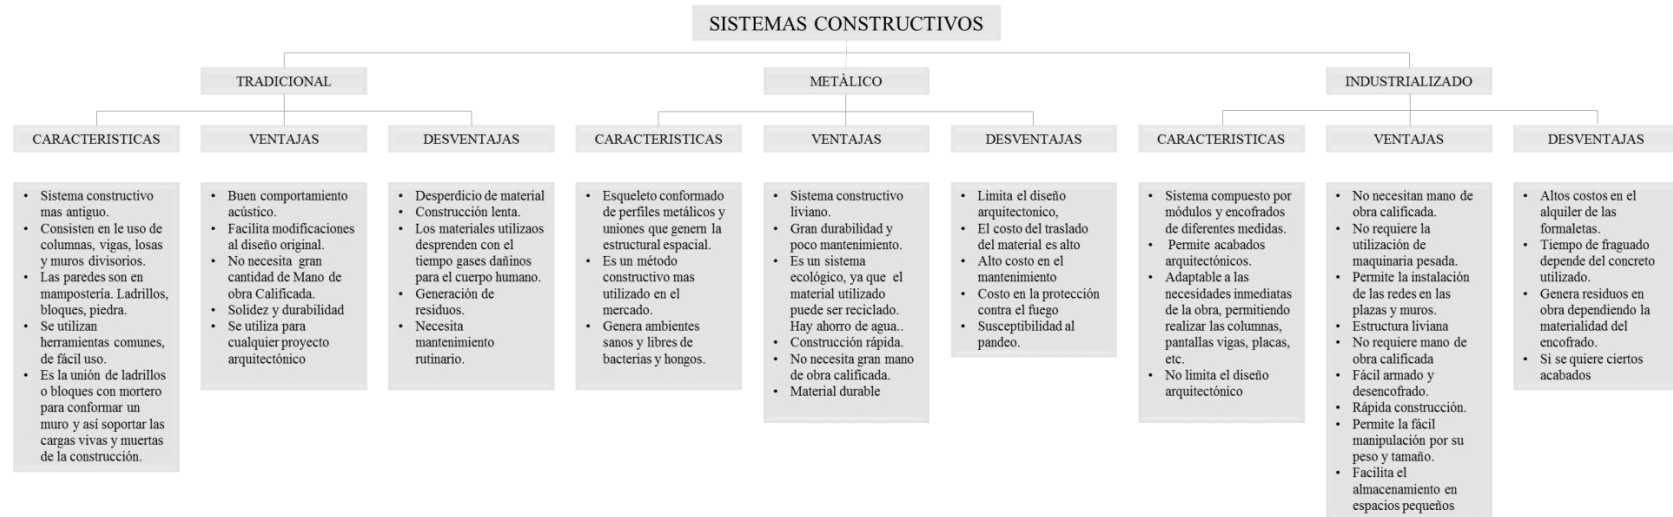 SISTEMAS CONSTRUCTIVOS
TRADICIONAL
METÀLICO
INDUSTRIALIZADO
CARACTERISTICAS
VENTAJAS
DESVENTAJAS
CARACTERISTICAS
VENTAJAS
DESVENTAJAS
CARACTERISTICAS
VENTAJAS
DESVENTAJAS
• Sistema constructivo
mas antiguo.
• Consisten en le uso de
columnas, vigas, losas
y muros divisorios.
• Las paredes son en
mampostería. Ladrillos,
bloques, piedra.
• Se utilizan
herramientas comunes,
de fácil uso.
• Es la unión de ladrillos
o bloques con mortero
para conformar un
muro y así soportar las
cargas vivas y muertas
de la construcción.
• Buen comportamiento
acústico.
• Facilita modificaciones
al diseño original.
• No necesita gran
cantidad de Mano de
obra Calificada.
• Solidez y durabilidad
• Se utiliza para
cualquier proyecto
arquitectónico
• Desperdicio de material
• Construcción lenta.
• Los materiales utilizaos
desprenden con el
tiempo gases dañinos
para el cuerpo humano.
• Generación de
residuos.
• Necesita
mantenimiento
rutinario.
• Esqueleto conformado
de perfiles metálicos y
uniones que genern la
estructural espacial.
• Es un método
constructivo mas
utilizado en el
mercado.
• Genera ambientes
sanos y libres de
bacterias y hongos.
• Sistema constructivo
liviano.
• Gran durabilidad y
poco mantenimiento.
• Es un sistema
ecológico, ya que el
material utilizado
puede ser reciclado.
Hay ahorro de agua..
• Construcción rápida.
• No necesita gran mano
de obra calificada.
• Material durable
• Limita el diseño
arquitectonico,
• El costo del traslado
del material es alto
• Alto costo en el
mantenimiento
• Costo en la protección
contra el fuego
• Susceptibilidad al
pandeo.
• Sistema compuesto por
módulos y encofrados
de diferentes medidas.
• Permite acabados
arquitectónicos.
• Adaptable a las
necesidades inmediatas
de la obra, permitiendo
realizar las columnas,
pantallas vigas, placas,
etc.
• No limita el diseño
arquitectónico
• No necesitan mano de
obra calificada.
• No requiere la
utilización de
maquinaria pesada.
• Permite la instalación
de las redes en las
plazas y muros.
• Estructura liviana
• No requiere mano de
obra calificada
• Fácil armado y
desencofrado.
• Rápida construcción.
• Permite la fácil
manipulación por su
peso y tamaño.
• Facilita el
almacenamiento en
espacios pequeños
• Altos costos en el
alquiler de las
formaletas.
• Tiempo de fraguado
depende del concreto
utilizado.
• Genera residuos en
obra dependiendo la
materialidad del
encofrado.
• Si se quiere ciertos
acabados